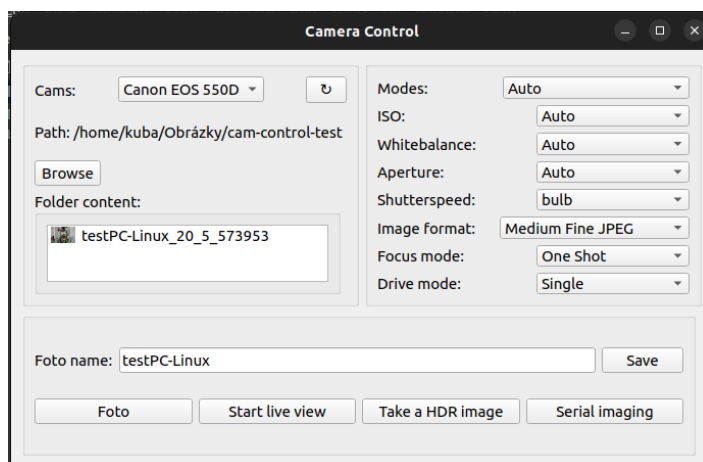 Camera Control
Cams:
Canon EOS 550D
↻
Path: /home/kuba/Obrázky/cam-control-test
Browse
Folder content:
testPC-Linux_20_5_573953
Modes:
Auto
ISO:
Auto
Whitebalance:
Auto
Aperture:
Auto
Shutterspeed:
bulb
Image format:
Medium Fine JPEG
Focus mode:
One Shot
Drive mode:
Single
Foto name:
testPC-Linux
Save
Foto
Start live view
Take a HDR image
Serial imaging